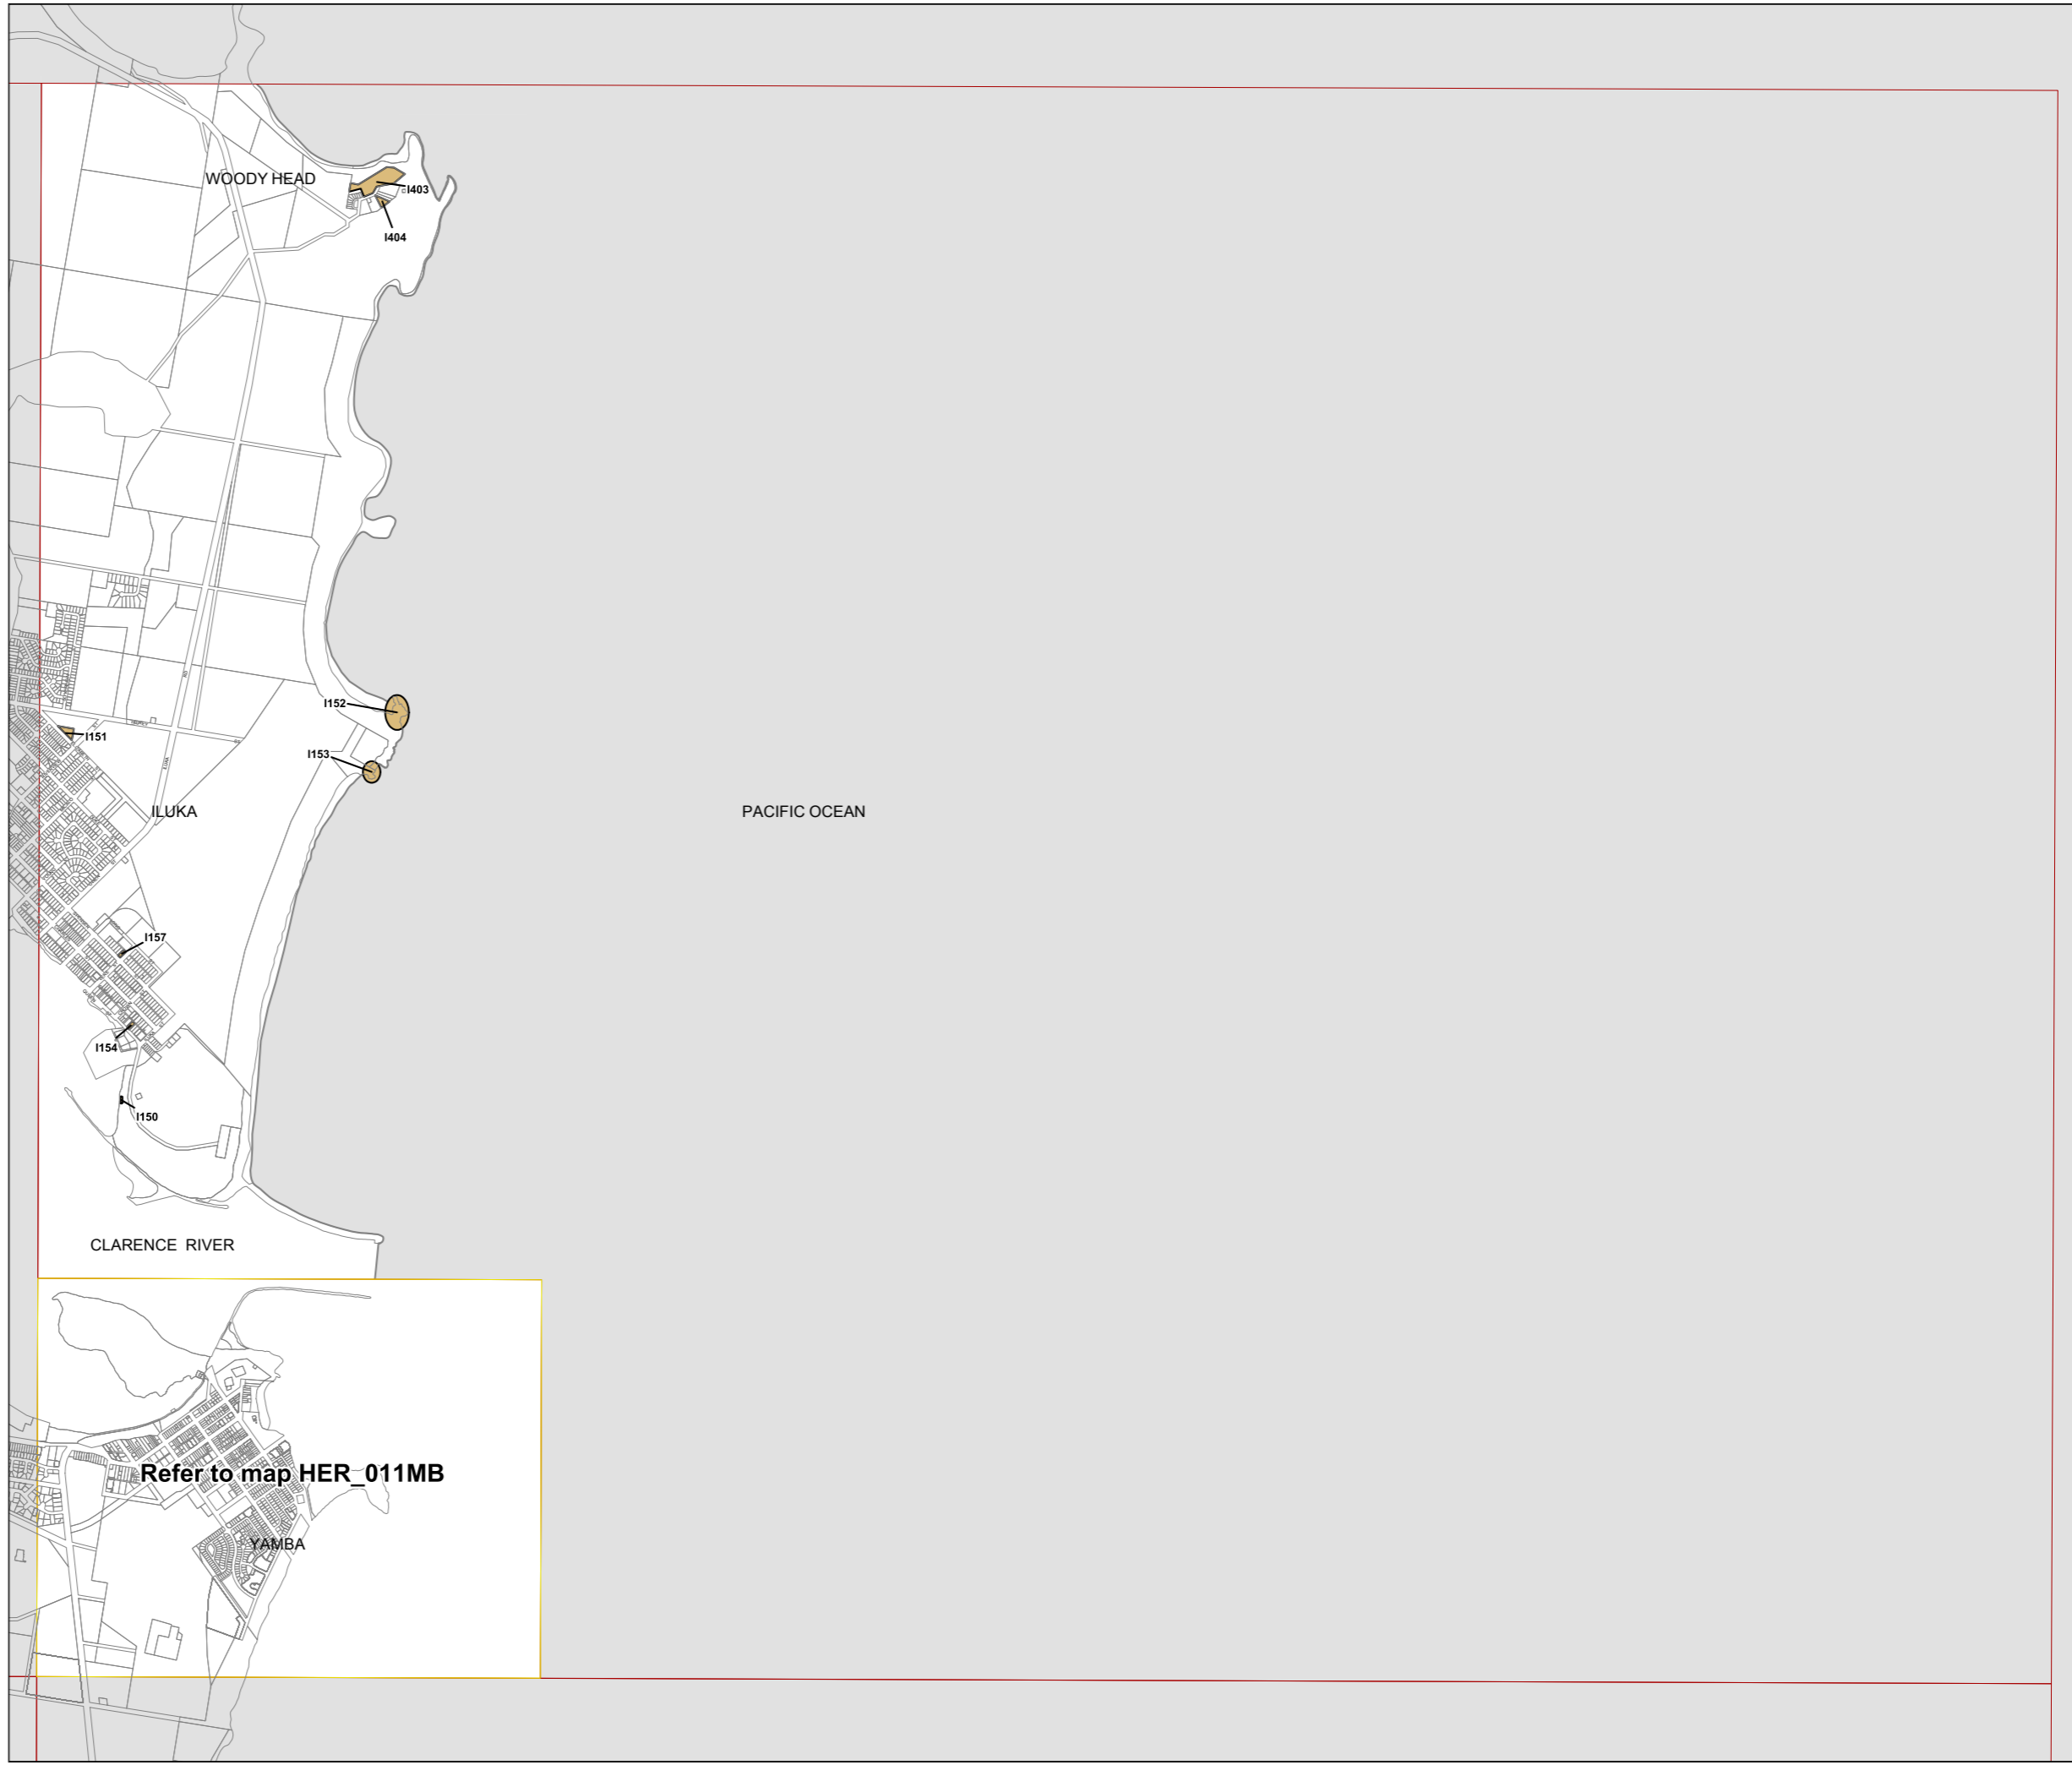 WOODY HEAD
I403
I404
I152
I151
I153
ILUKA
PACIFIC OCEAN
I157
I154
I150
CLARENCE RIVER
Refer to map HER_011MB
YAMBA